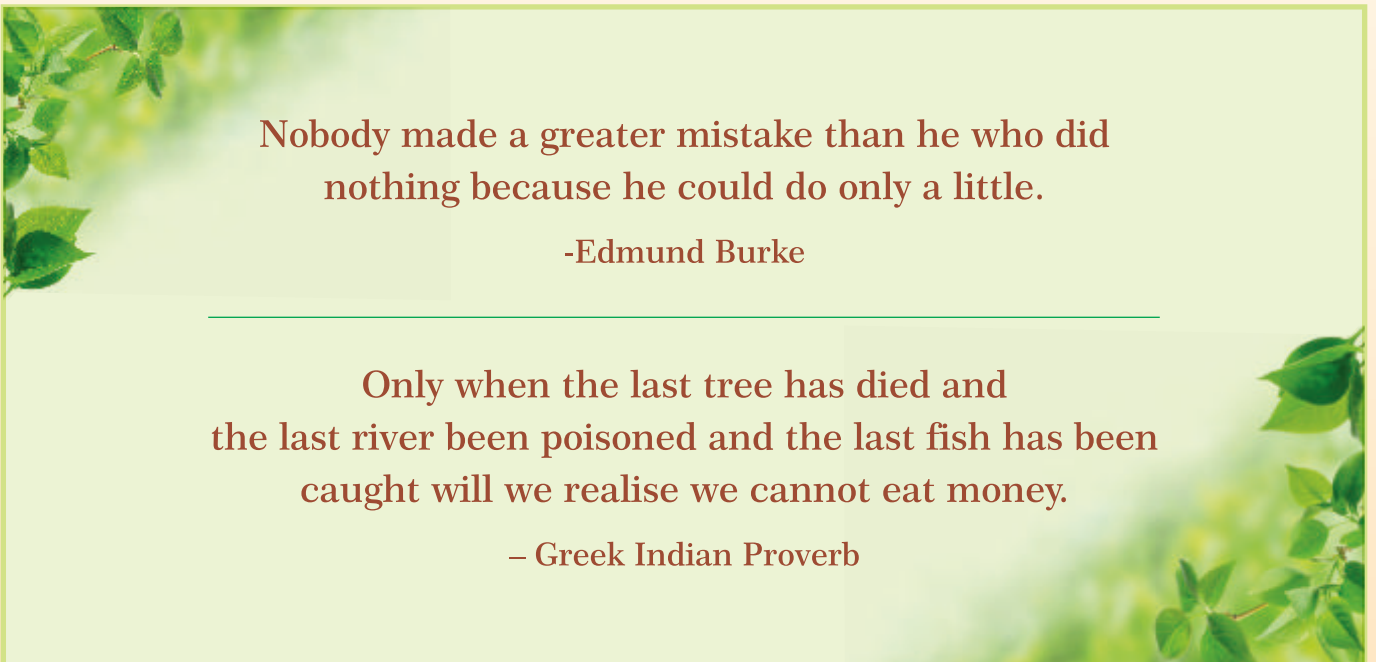 Nobody made a greater mistake than he who did
nothing because he could do only a little.
-Edmund Burke
Only when the last tree has died and
the last river been poisoned and the last fish has been
caught will we realise we cannot eat money.
– Greek Indian Proverb